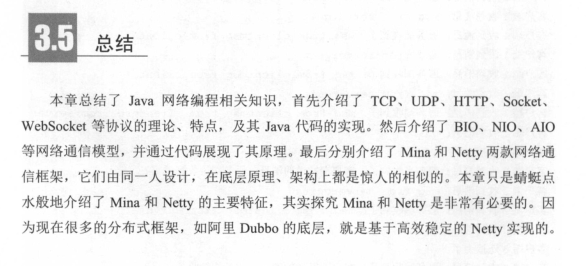 3.5 总结
本章总结了 Java 网络编程相关知识，首先介绍了 TCP、UDP、HTTP、Socket、
WebSocket 等协议的理论、特点，及其 Java 代码的实现。然后介绍了 BIO、NIO、AIO
等网络通信模型，并通过代码展现了其原理。最后分别介绍了 Mina 和 Netty 两款网络通
信框架，它们由同一人设计，在底层原理、架构上都是惊人的相似的。本章只是蜻蜓点
水般地介绍了 Mina 和 Netty 的主要特征，其实探究 Mina 和 Netty 是非常有必要的。因
为现在很多的分布式框架，如阿里 Dubbo 的底层，就是基于高效稳定的 Netty 实现的。